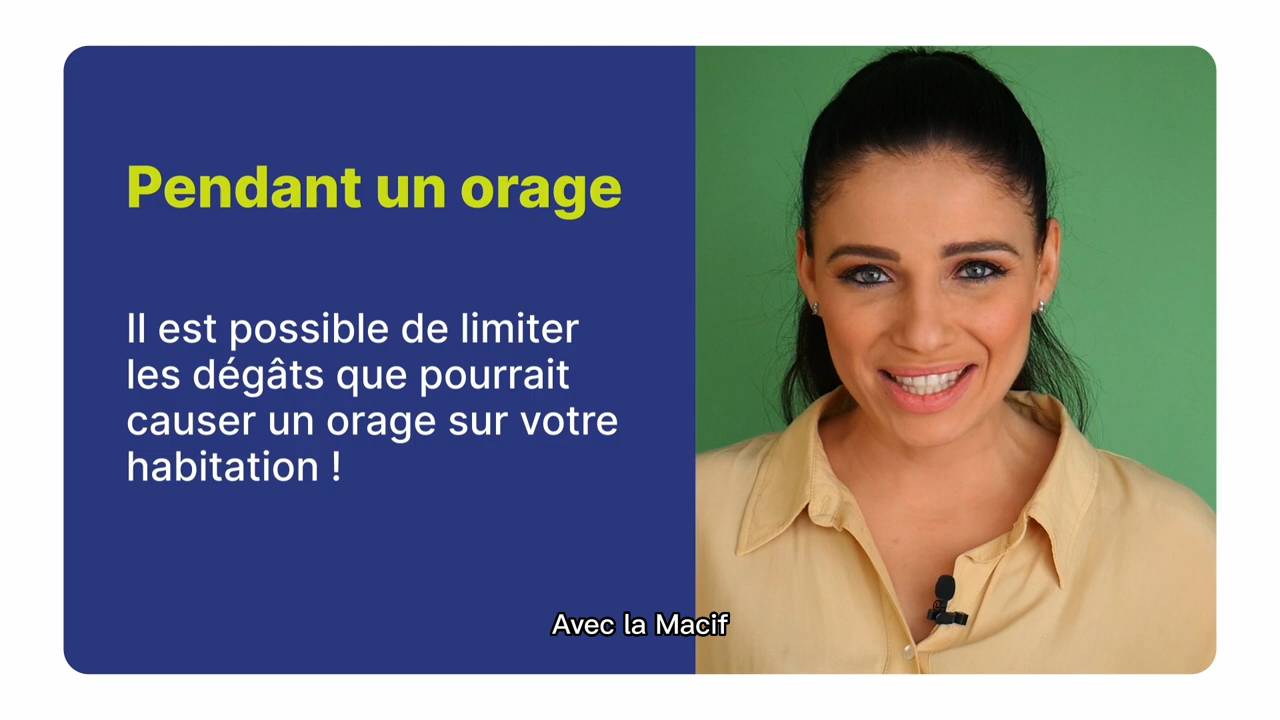 Pendant un orage
Il est possible de limiter
les dégâts que pourrait
causer un orage sur votre
habitation !
Avec la Macif